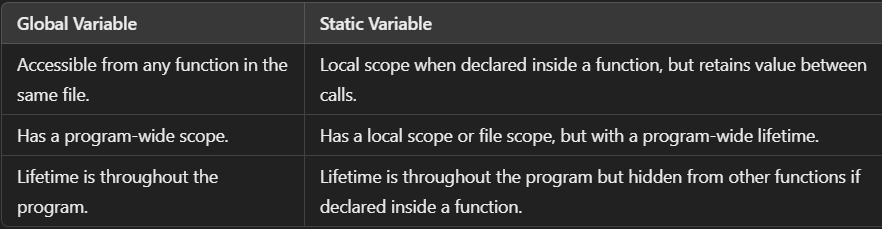 Global Variable
Static Variable
Accessible from any function in the
same file.
Local scope when declared inside a function, but retains value between
calls.
Has a program-wide scope.
Has a local scope or file scope, but with a program-wide lifetime.
Lifetime is throughout the
program.
Lifetime is throughout the program but hidden from other functions if
declared inside a function.